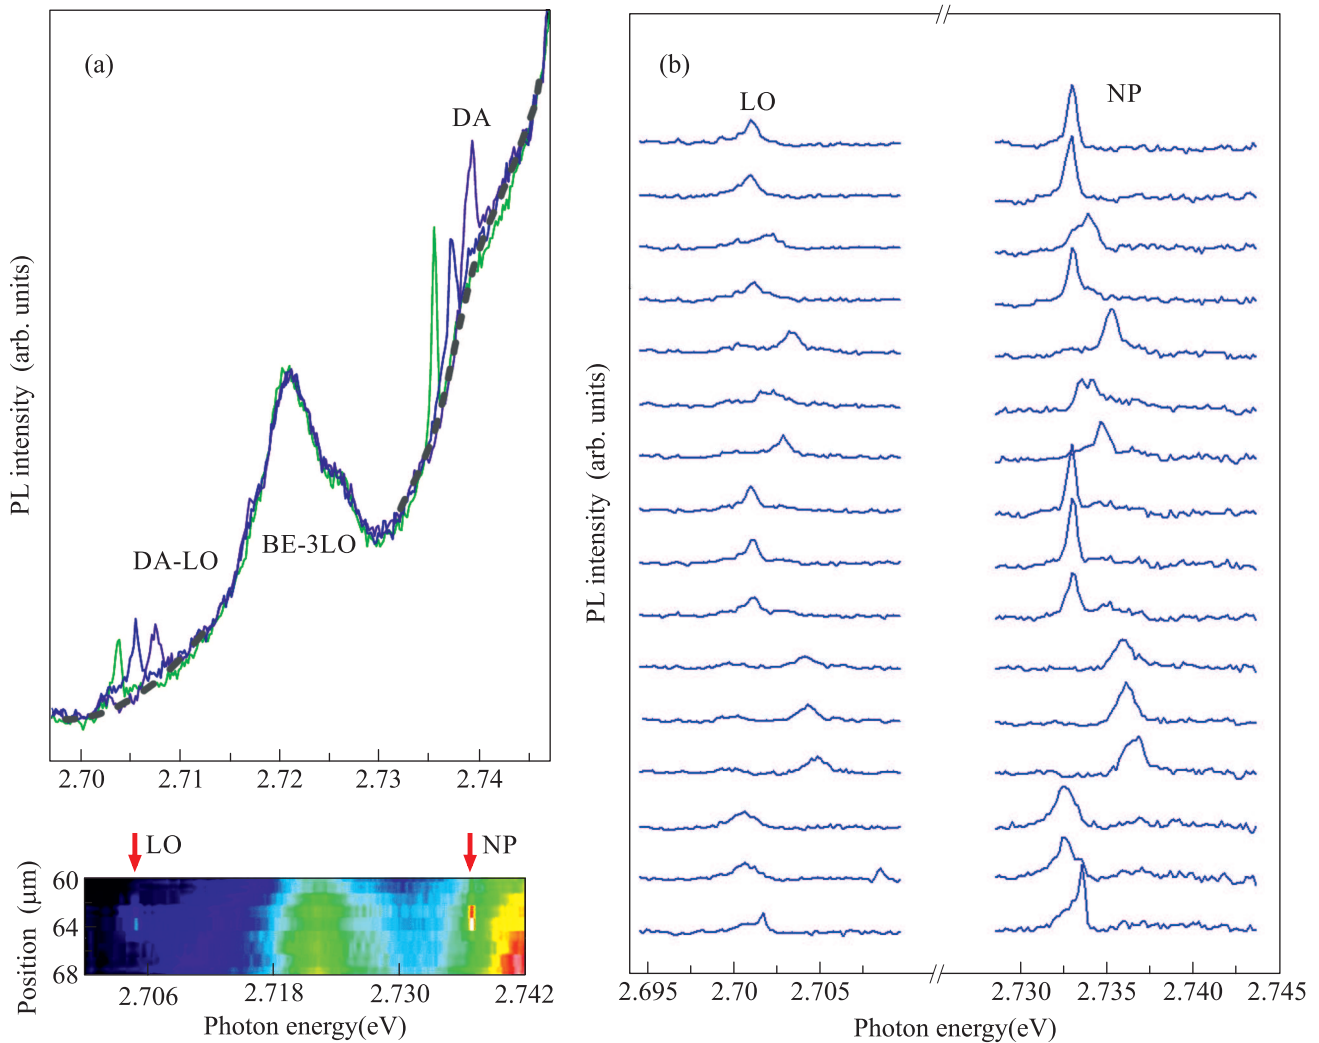 (a)
DA
BE-3LO
DA-LO
PL intensity (arb. units)
2.70 2.71 2.72 2.73 2.74
LO NP
Position (μm)
60
64
68
2.706 2.718 2.730 2.742
Photon energy(eV)
(b)
LO
NP
PL intensity (arb. units)
2.695 2.70 2.705 2.730 2.735 2.740 2.745
Photon energy(eV)